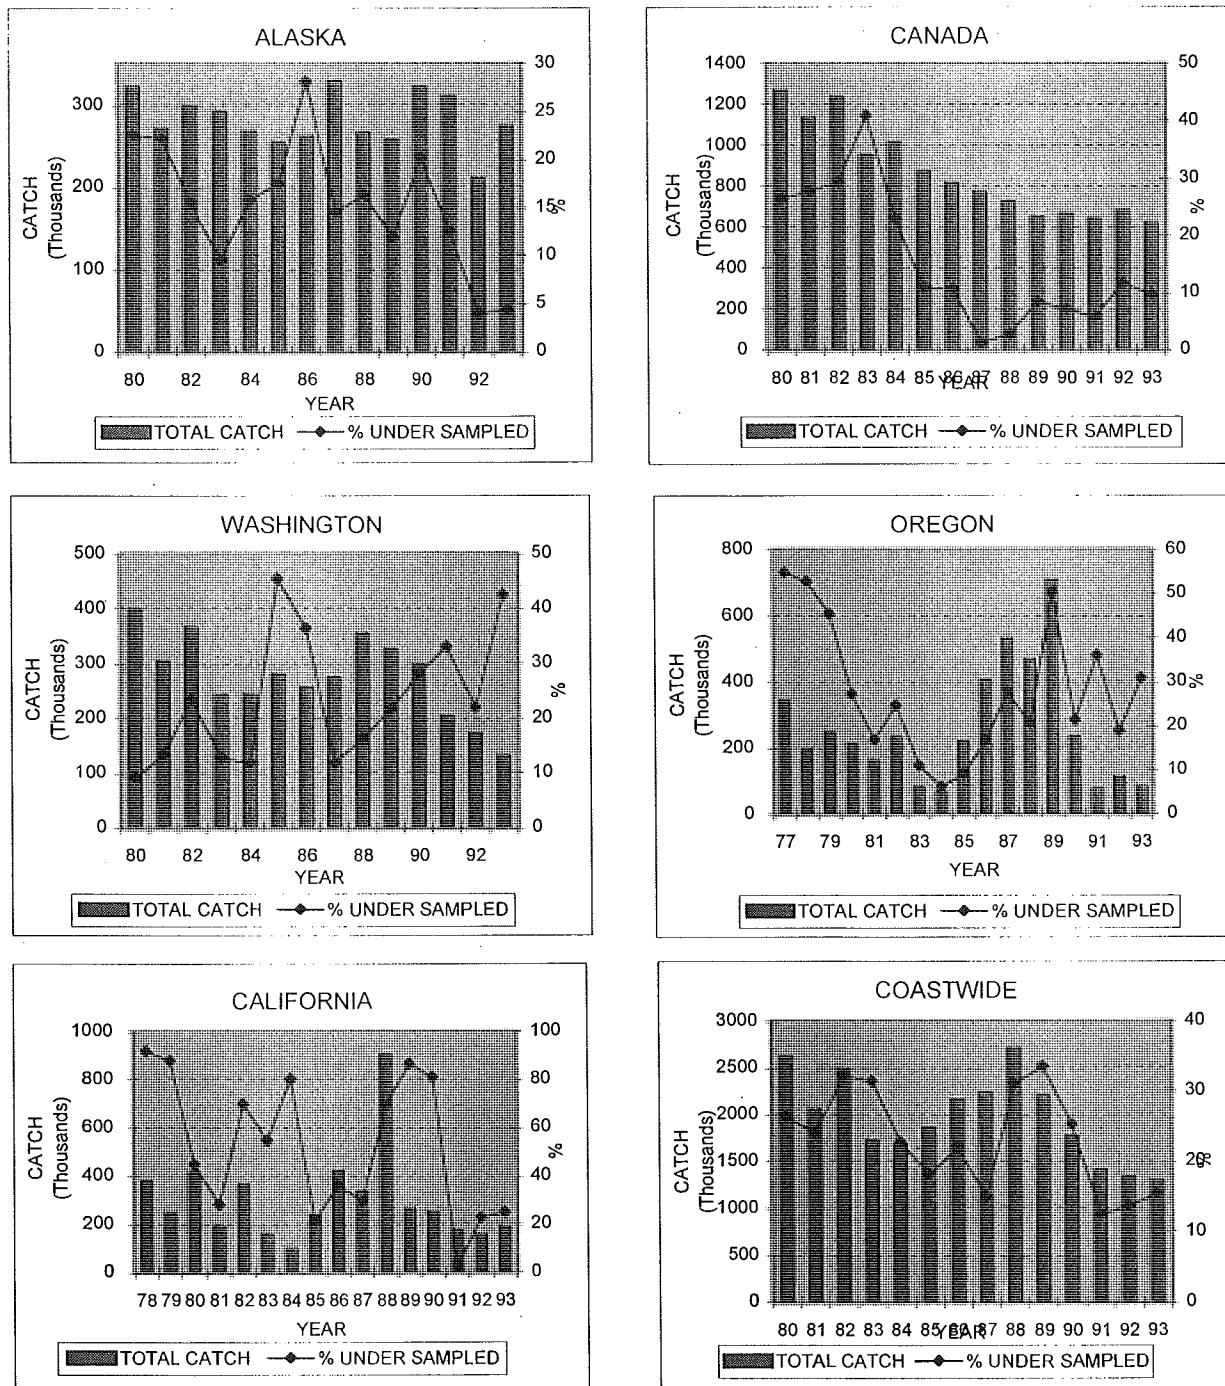 ALASKA
CATCH
(Thousands)
300
200
100
0
30
25
20
15
10
5
0
%
80 82 84 86 88 90 92
YEAR
TOTAL CATCH % UNDER SAMPLED
CANADA
CATCH
(Thousands)
1400
1200
1000
800
600
400
200
0
50
40
30
20
10
0
%
80 81 82 83 84 85 86 87 88 89 90 91 92 93
YEAR
TOTAL CATCH % UNDER SAMPLED
WASHINGTON
CATCH
(Thousands)
500
400
300
200
100
0
50
40
30
20
10
0
%
80 82 84 86 88 90 92
YEAR
TOTAL CATCH % UNDER SAMPLED
OREGON
CATCH
(Thousands)
800
600
400
200
0
60
50
40
30
20
10
0
%
77 79 81 83 85 87 89 91 93
YEAR
TOTAL CATCH % UNDER SAMPLED
CALIFORNIA
CATCH
(Thousands)
1000
800
600
400
200
0
100
80
60
40
20
0
%
78 79 80 81 82 83 84 85 86 87 88 89 90 91 92 93
YEAR
TOTAL CATCH % UNDER SAMPLED
COASTWIDE
CATCH
(Thousands)
3000
2500
2000
1500
1000
500
0
40
30
20
10
0
%
80 81 82 83 84 85 86 87 88 89 90 91 92 93
YEAR
TOTAL CATCH % UNDER SAMPLED